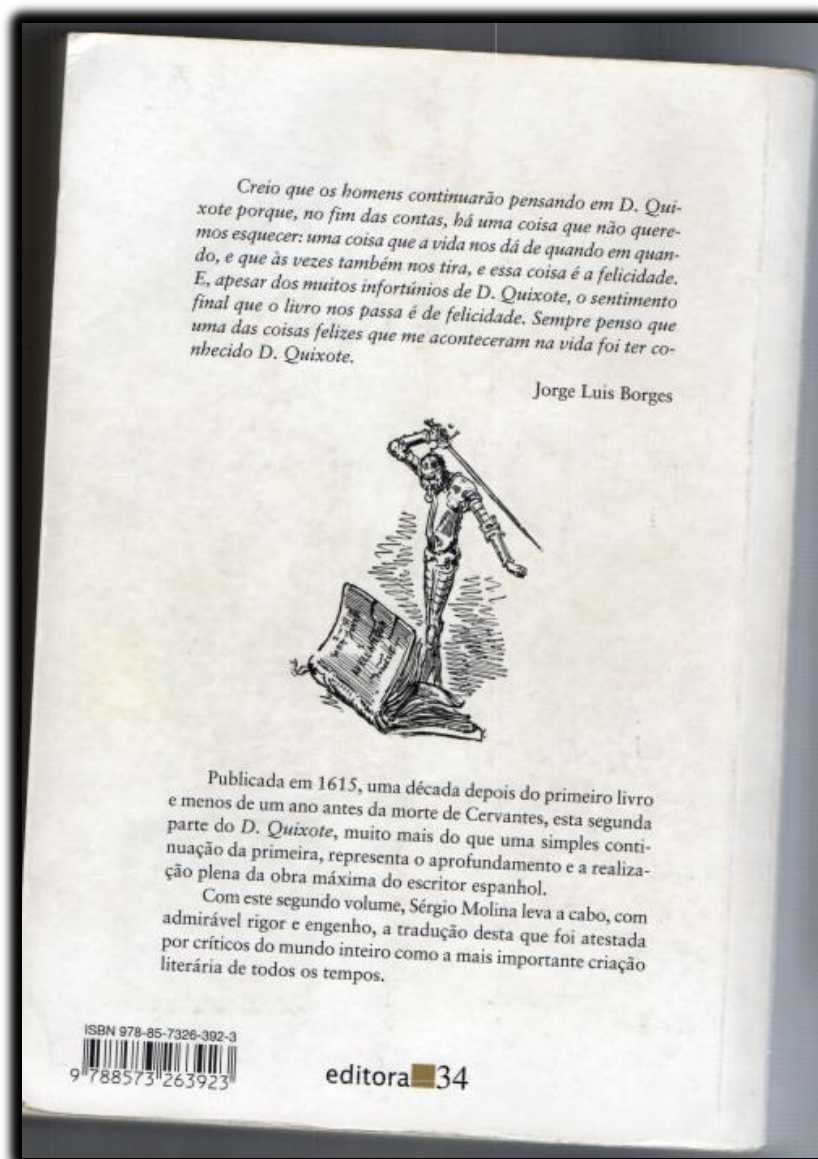 Creio que os homens continuarão pensando em D. Qui-
xote porque, no fim das contas, há uma coisa que não quere-
mos esquecer: uma coisa que a vida nos dá de quando em quan-
do, e que às vezes também nos tira, e essa coisa é a felicidade.
E, apesar dos muitos infortúnios de D. Quixote, o sentimento
final que o livro nos passa é de felicidade. Sempre penso que
uma das coisas felizes que me aconteceram na vida foi ter co-
nhecido D. Quixote.
Jorge Luis Borges
Publicada em 1615, uma década depois do primeiro livro
e menos de um ano antes da morte de Cervantes, esta segunda
parte do D. Quixote, muito mais do que uma simples conti-
nuação da primeira, representa o aprofundamento e a realiza-
ção plena da obra máxima do escritor espanhol.
Com este segundo volume, Sérgio Molina leva a cabo, com
admirável rigor e engenho, a tradução desta que foi atestada
por críticos do mundo inteiro como a mais importante criação
literária de todos os tempos.
ISBN 978-85-7326-392-3
9 788573 263923
editora 34